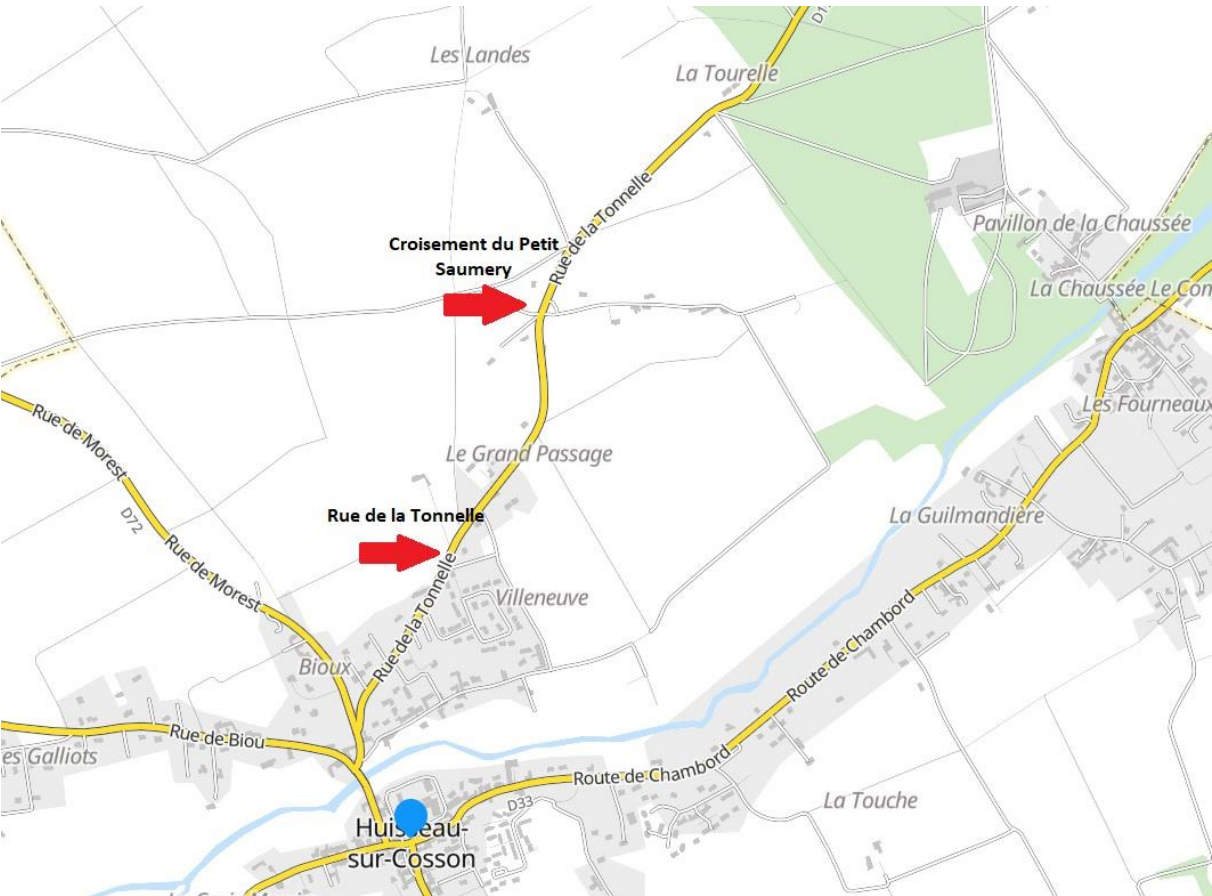 Les Landes
La Tourelle
Rue de la Tonnelle
Pavillon de la Chaussée
Croisement du Petit
Saumery
La Chaussée Le Com
Rue de Morest
Les Fourneaux
Le Grand Passage
D72
Rue de la Tonnelle
La Guilmandière
Rue de Morest
Villeneuve
Rue de la Tonnelle
Route de Chambord
Bioux
Rue de Biou
es Galliots
Route de Chambord
D33
La Touche
Huisseau-
sur-Cosson